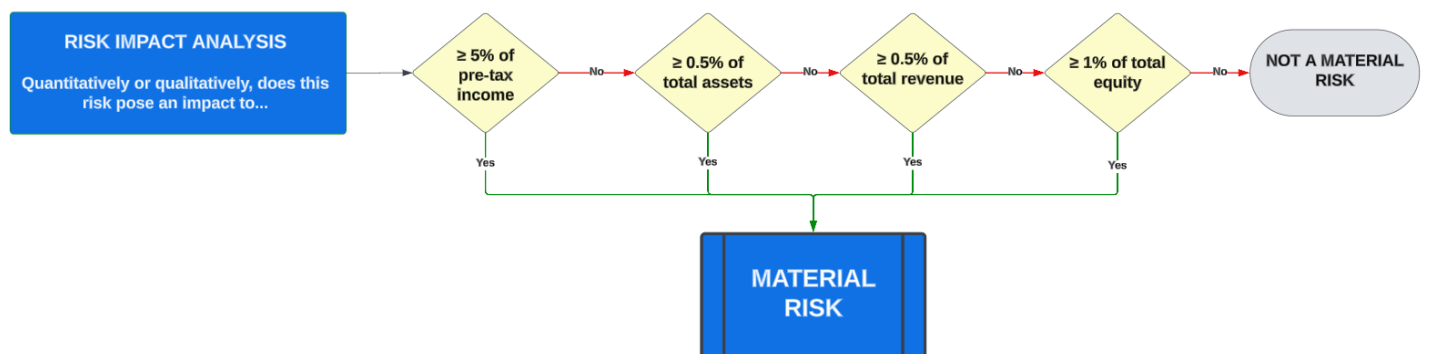 RISK IMPACT ANALYSIS
Quantitatively or qualitatively, does this
risk pose an impact to...
≥ 5% of
pre-tax
income
No
≥ 0.5% of
total assets
No
≥ 0.5% of
total revenue
No
≥ 1% of total
equity
No
NOT A MATERIAL
RISK
Yes
Yes
Yes
Yes
MATERIAL
RISK